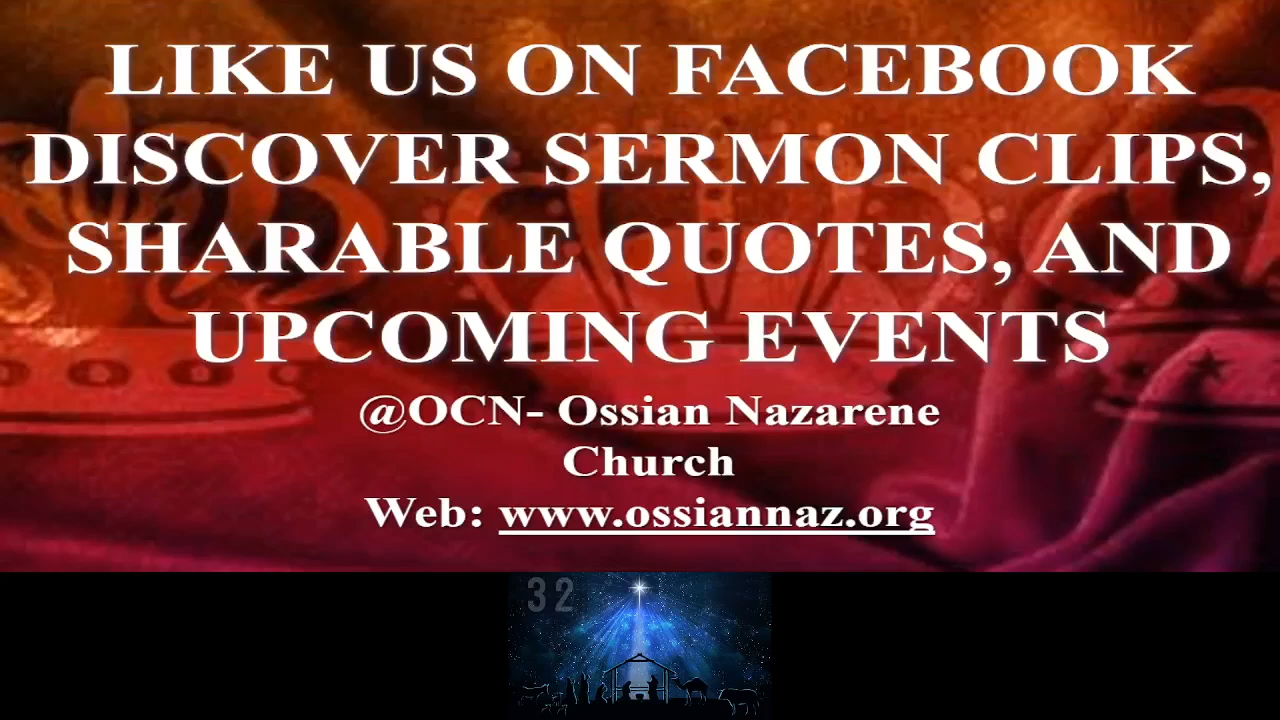 LIKE US ON FACEBOOK
DISCOVER SERMON CLIPS,
SHARABLE QUOTES, AND
UPCOMING EVENTS
@OCN- Ossian Nazarene
Church
Web: www.ossiannaz.org
32